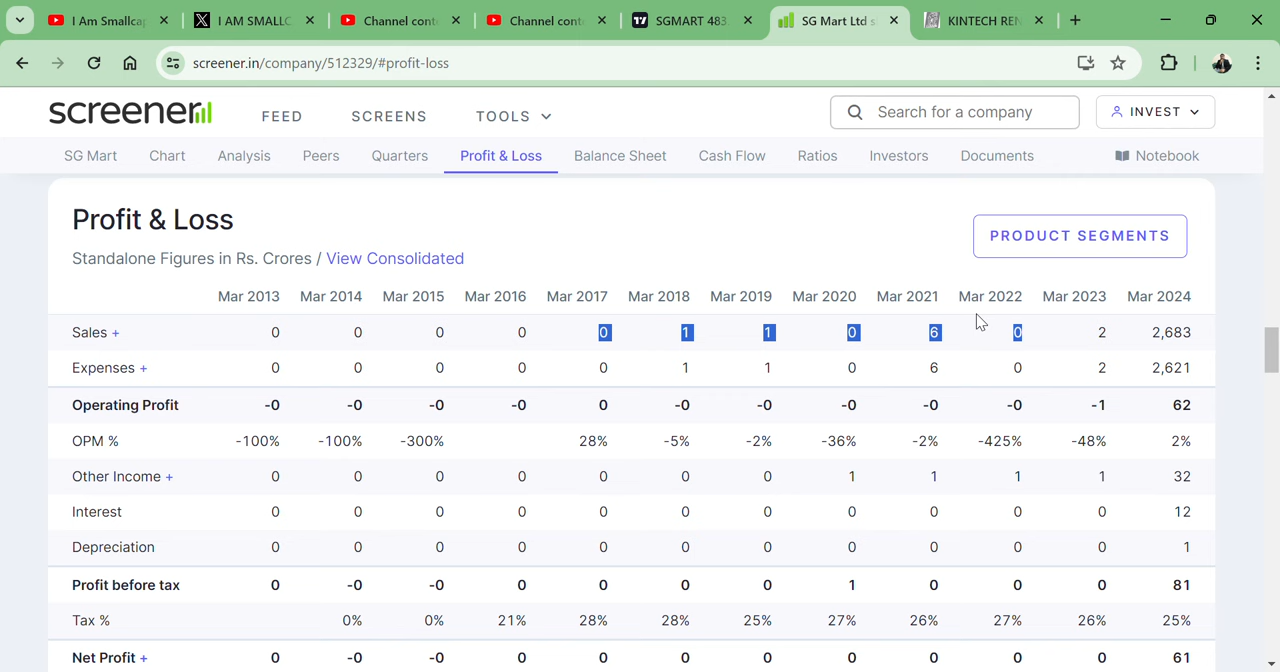 I Am Smallcap
I AM SMALLC
Channel conte
Channel conte
SGMART 483.
SG Mart Ltd s
KINTECH REN
screener.in/company/512329/#profit-loss
screener
FEED
SCREENS
TOOLS
Search for a company
INVEST
SG Mart
Chart
Analysis
Peers
Quarters
Profit & Loss
Balance Sheet
Cash Flow
Ratios
Investors
Documents
Notebook
Profit & Loss
PRODUCT SEGMENTS
Standalone Figures in Rs. Crores / View Consolidated
Mar 2013 Mar 2014 Mar 2015 Mar 2016 Mar 2017 Mar 2018 Mar 2019 Mar 2020 Mar 2021 Mar 2022 Mar 2023 Mar 2024
Sales + 0 0 0 0 0 1 1 0 6 0 2 2,683
Expenses + 0 0 0 0 0 1 1 0 6 0 2 2,621
Operating Profit -0 -0 -0 -0 0 -0 -0 -0 -0 -0 -1 62
OPM % -100% -100% -300% 28% -5% -2% -36% -2% -425% -48% 2%
Other Income + 0 0 0 0 0 0 0 1 1 1 1 32
Interest 0 0 0 0 0 0 0 0 0 0 0 12
Depreciation 0 0 0 0 0 0 0 0 0 0 0 1
Profit before tax 0 -0 -0 0 0 0 0 1 0 0 0 81
Tax % 0% 0% 21% 28% 28% 25% 27% 26% 27% 26% 25%
Net Profit + 0 -0 -0 0 0 0 0 0 0 0 0 61